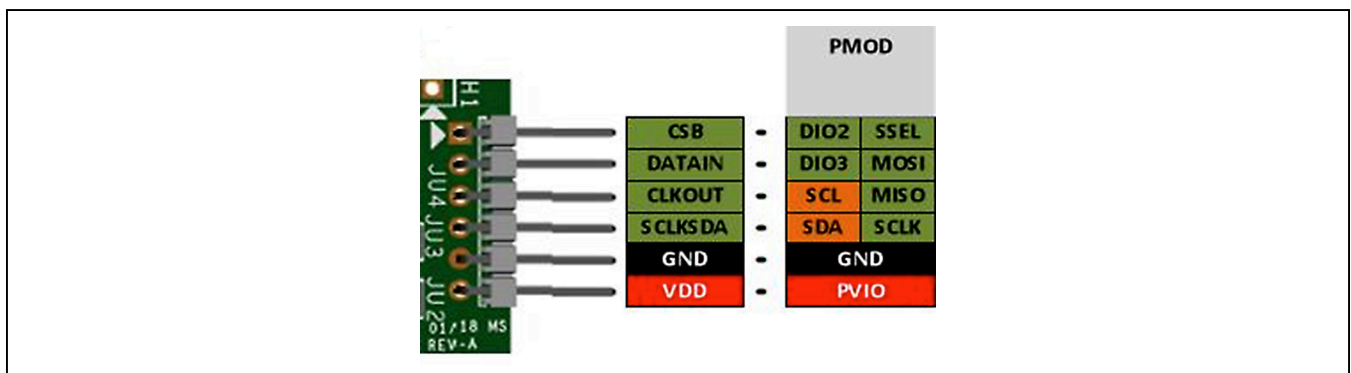 PMOD
H1
CSB - DIO2 SSEL
DATAIN - DIO3 MOSI
JU4
CLKOUT - SCL MISO
JU3
SCLKSDA - SDA SCLK
GND - GND
JU2
VDD - PVIO
01/18 MS
REV-A